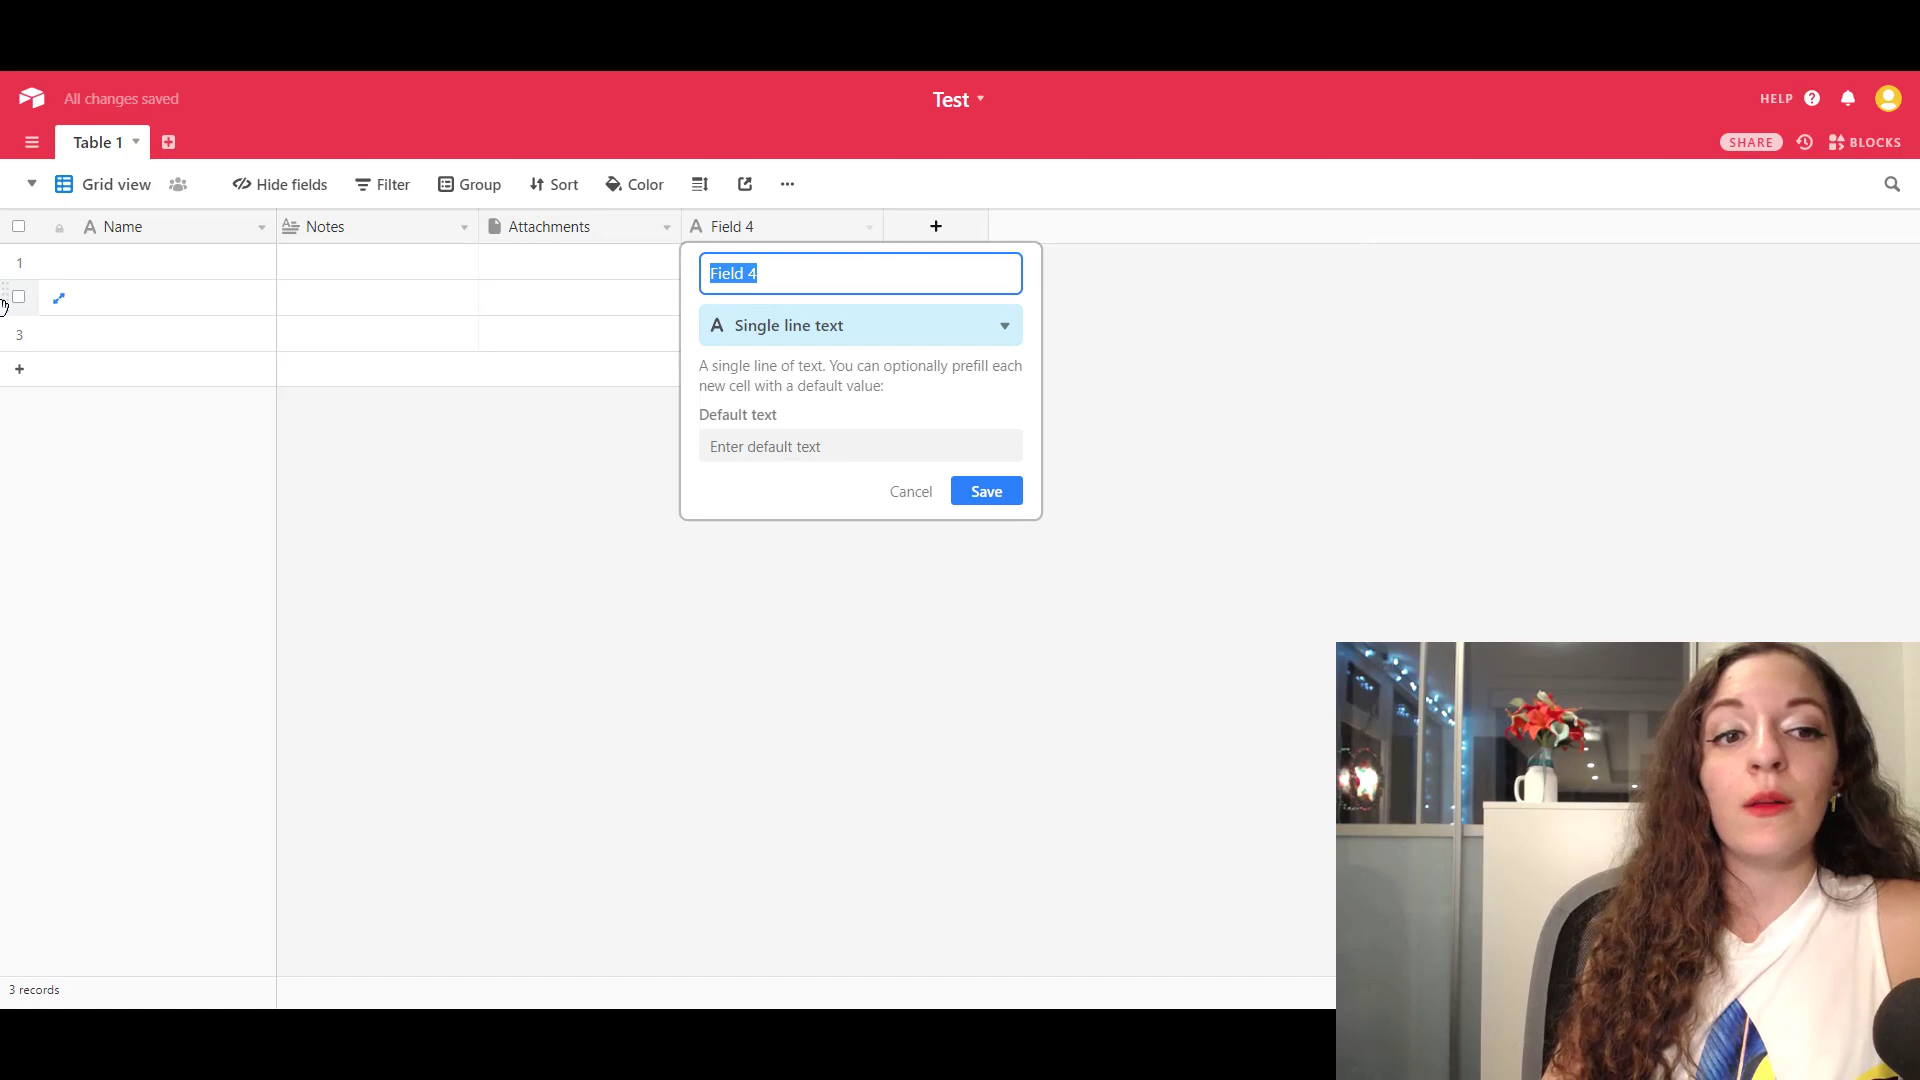 All changes saved
Test
HELP
Table 1
SHARE
BLOCKS
Grid view
Hide fields
Filter
Group
Sort
Color
Name
Notes
Attachments
Field 4
1
3
Field 4
Single line text
A single line of text. You can optionally prefill each
new cell with a default value:
Default text
Enter default text
Cancel
Save
3 records